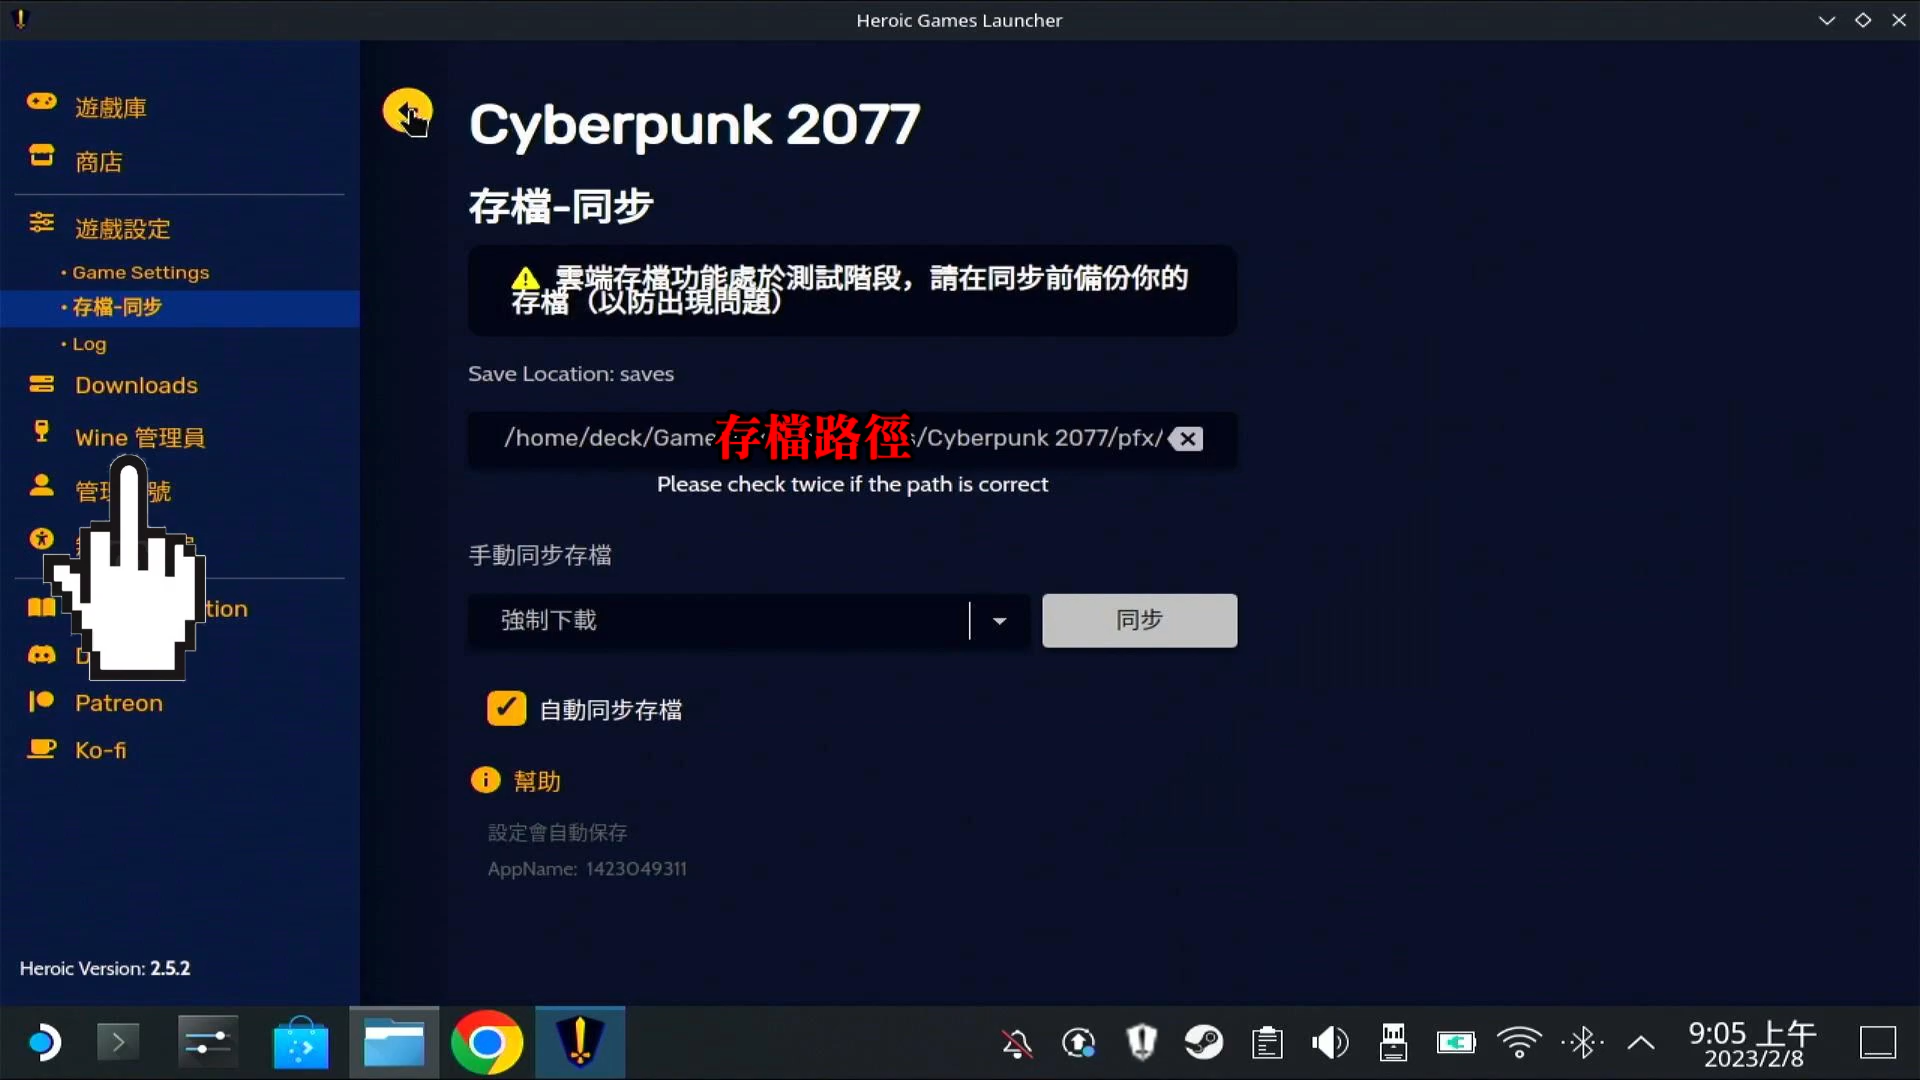 Heroic Games Launcher
遊戲庫
商店
遊戲設定
• Game Settings
• 存檔-同步
• Log
Downloads
Wine 管理員
管理
號
tion
D
Patreon
Ko-fi
Heroic Version: 2.5.2
Cyberpunk 2077
存檔-同步
雲端存檔功能處於測試階段，請在同步前備份你的
存檔（以防出現問題）
Save Location: saves
/home/deck/Game
存檔路徑
s/Cyberpunk 2077/pfx/
Please check twice if the path is correct
手動同步存檔
強制下載
同步
自動同步存檔
幫助
設定會自動保存
AppName: 1423049311
9:05 上午
2023/2/8